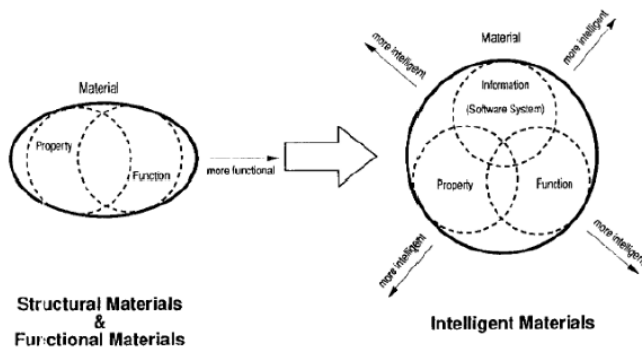 Material
Property
Function
more functional
Structural Materials
&
Functional Materials
Material
more intelligent
more intelligent
Information
(Software System)
Property
Function
more intelligent
more intelligent
Intelligent Materials